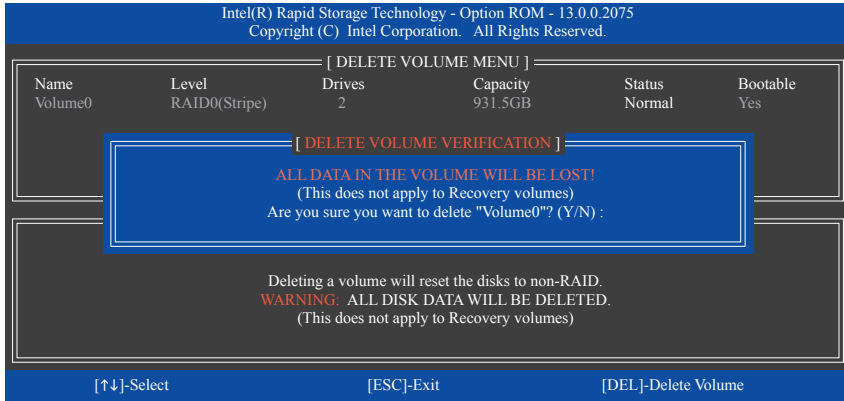 Intel(R) Rapid Storage Technology - Option ROM - 13.0.0.2075
Copyright (C) Intel Corporation. All Rights Reserved.
[ DELETE VOLUME MENU ]
Name Level Drives Capacity Status Bootable
Volume0 RAID0(Stripe) 2 931.5GB Normal Yes
[ DELETE VOLUME VERIFICATION ]
ALL DATA IN THE VOLUME WILL BE LOST!
(This does not apply to Recovery volumes)
Are you sure you want to delete "Volume0"? (Y/N) :
Deleting a volume will reset the disks to non-RAID.
WARNING: ALL DISK DATA WILL BE DELETED.
(This does not apply to Recovery volumes)
[↑↓]-Select [ESC]-Exit [DEL]-Delete Volume